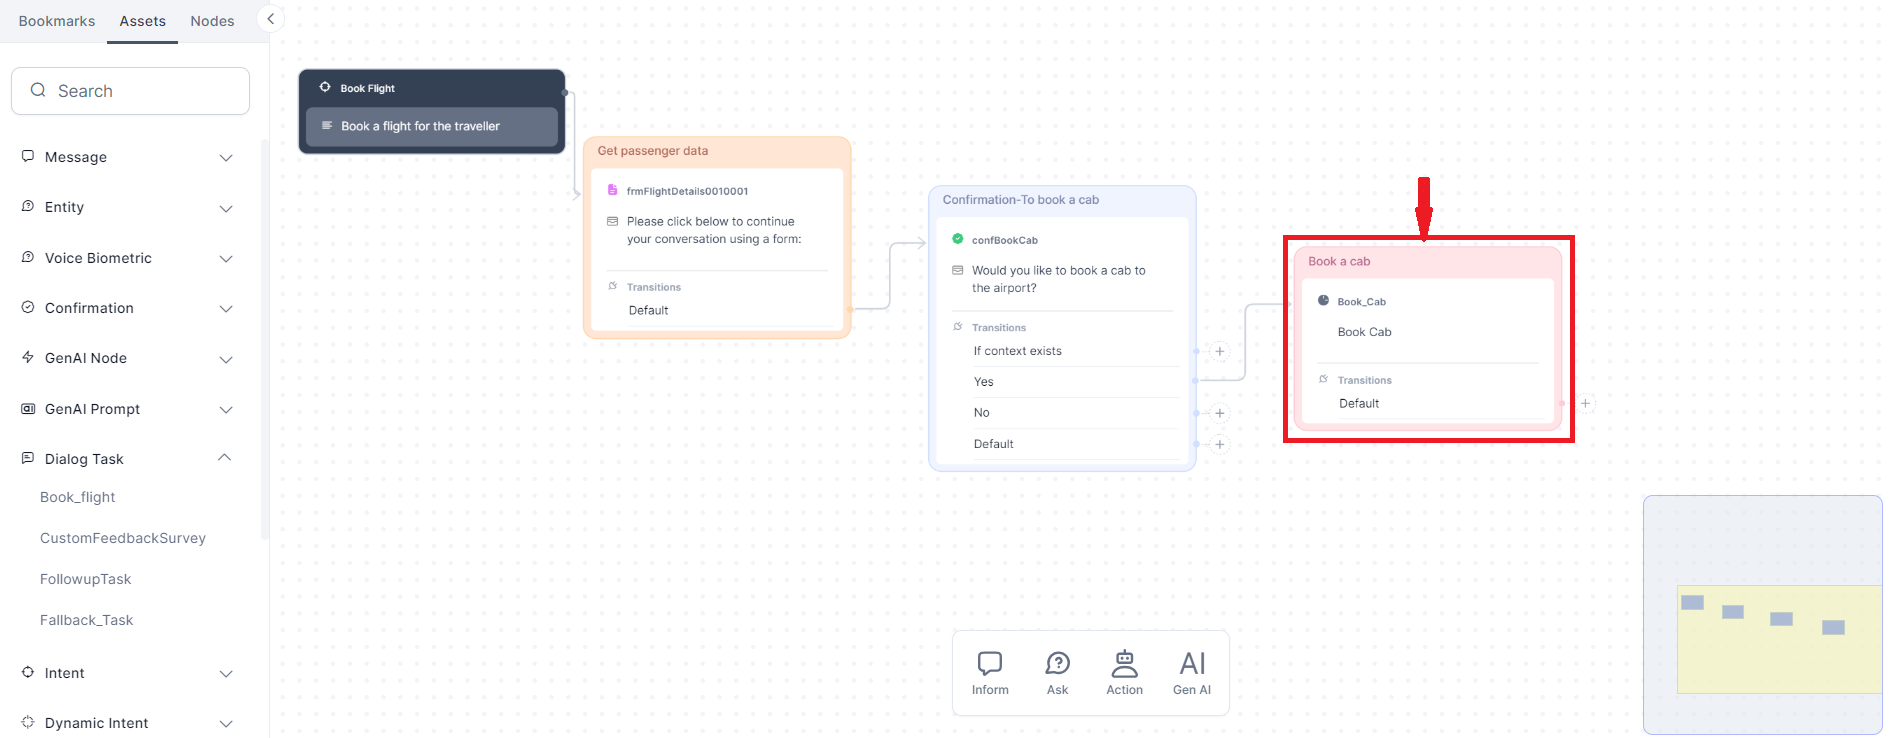 Bookmarks
Assets
Nodes
Search
Message
Entity
Voice Biometric
Confirmation
GenAI Node
GenAI Prompt
Dialog Task
Book_flight
CustomFeedbackSurvey
FollowupTask
Fallback_Task
Intent
Dynamic Intent
Book Flight
Book a flight for the traveller
Get passenger data
frmFlightDetails0010001
Please click below to continue
your conversation using a form:
Transitions
Default
Confirmation-To book a cab
confBookCab
Would you like to book a cab to
the airport?
Transitions
If context exists
Yes
No
Default
Book a cab
Book_Cab
Book Cab
Transitions
Default
Inform
Ask
Action
AI
Gen AI